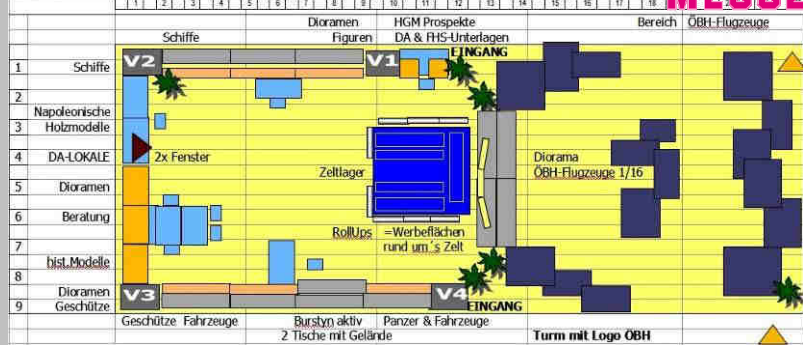 1 2 3 4 5 6 7 8 9 10 11 12 13 14 15 16 17 18
Dioramen HGM Prospekte Bereich ÖBH-Flugzeuge
Schiffe Figuren DA & FHS-Unterlagen
EINGANG
V2 V1
1 Schiffe
2
Napoleonische
3 Holzmodelle
4 DA-LOKALE 2x Fenster Diorama
Zeltlager ÖBH-Flugzeuge 1/16
5 Dioramen
6 Beratung
RollUps =Werbeflächen
7 rund um´s Zelt
hist.Modelle
8
Dioramen V3 V4
9 Geschütze EINGANG
Geschütze Fahrzeuge Burstyn aktiv Panzer & Fahrzeuge
2 Tische mit Gelände Turm mit Logo ÖBH